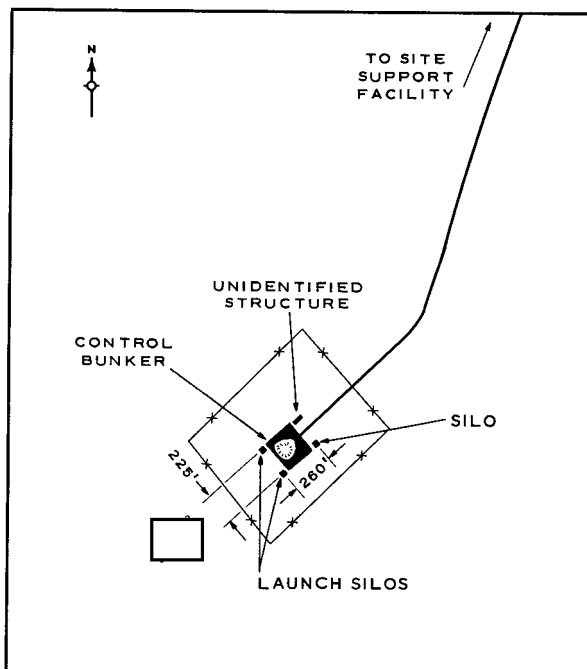 N
TO SITE
SUPPORT
FACILITY
UNIDENTIFIED
STRUCTURE
CONTROL
BUNKER
SILO
225'
260'
LAUNCH SILOS